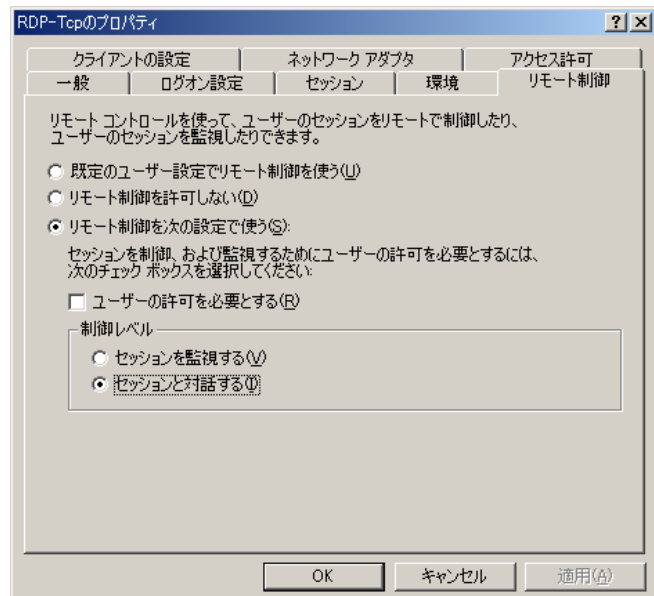 RDP-Tcpのプロパティ
クライアントの設定
ネットワーク アダプタ
アクセス許可
一般
ログオン設定
セッション
環境
リモート制御
リモート コントロールを使って、ユーザーのセッションをリモートで制御したり、
ユーザーのセッションを監視したりできます。
既定のユーザー設定でリモート制御を使う(U)
リモート制御を許可しない(D)
リモート制御を次の設定で使う(S):
セッションを制御、および監視するためにユーザーの許可を必要とするには、
次のチェック ボックスを選択してください:
ユーザーの許可を必要とする(R)
制御レベル
セッションを監視する(V)
セッションと対話する(I)
OK
キャンセル
適用(A)